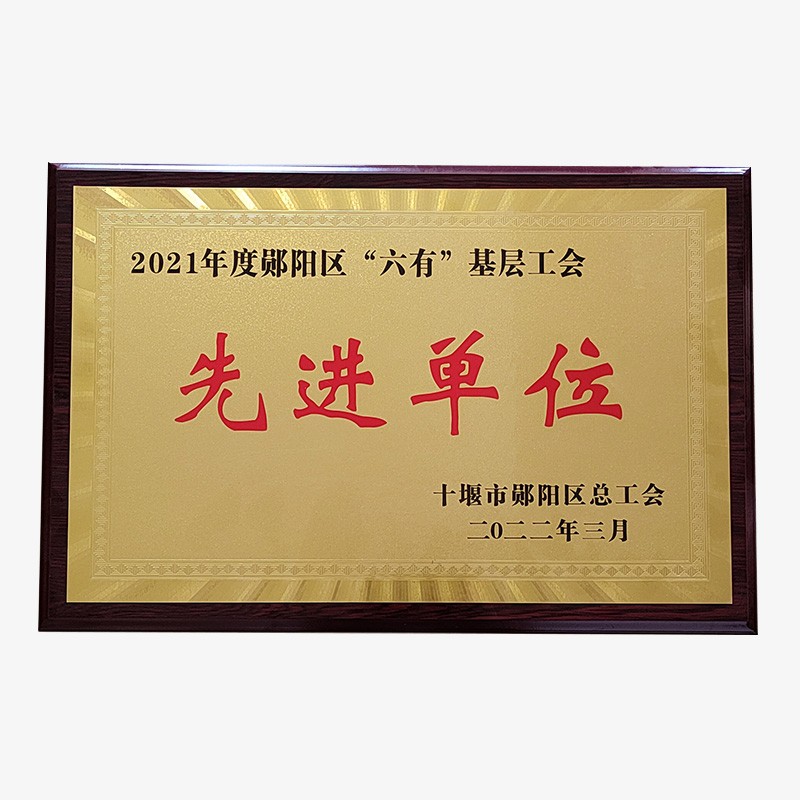 2021年度郧阳区“六有”基层工会
先进单位
十堰市郧阳区总工会
二0二二年三月